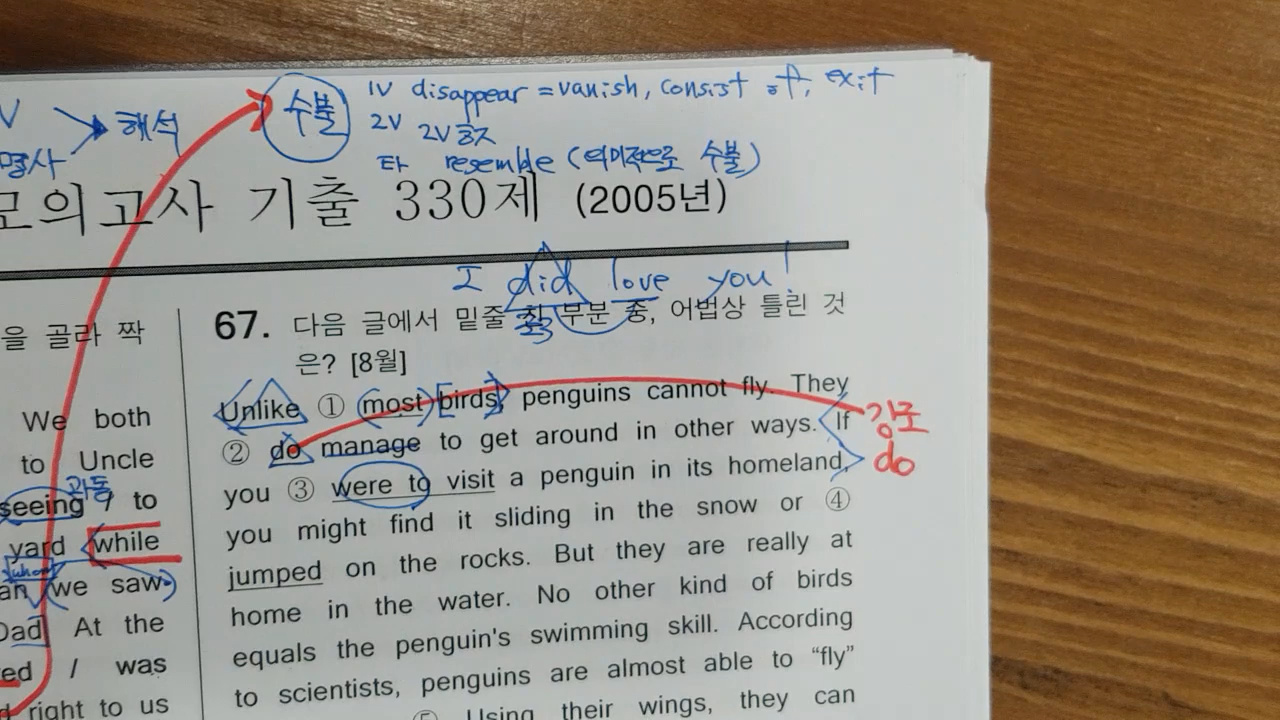 V 해석
명사
수불
1V disappear = vanish, consist of, exit
2V 2V류
타 resemble (의미적으로 수불)
모의고사 기출 330제 (2005년)
I did love you!
67. 다음 글에서 밑줄 친 부분 중, 어법상 틀린 것
은? [8월]
Unlike ① most birds, penguins cannot fly. They
② do manage to get around in other ways. If
you ③ were to visit a penguin in its homeland,
you might find it sliding in the snow or ④
jumped on the rocks. But they are really at
home in the water. No other kind of birds
equals the penguin's swimming skill. According
to scientists, penguins are almost able to “fly”
⑤ Using their wings, they can
강조
do
을 골라 짝
We both
to Uncle
seeing I to
yard while
an we saw
Dad At the
ed I was
right to us